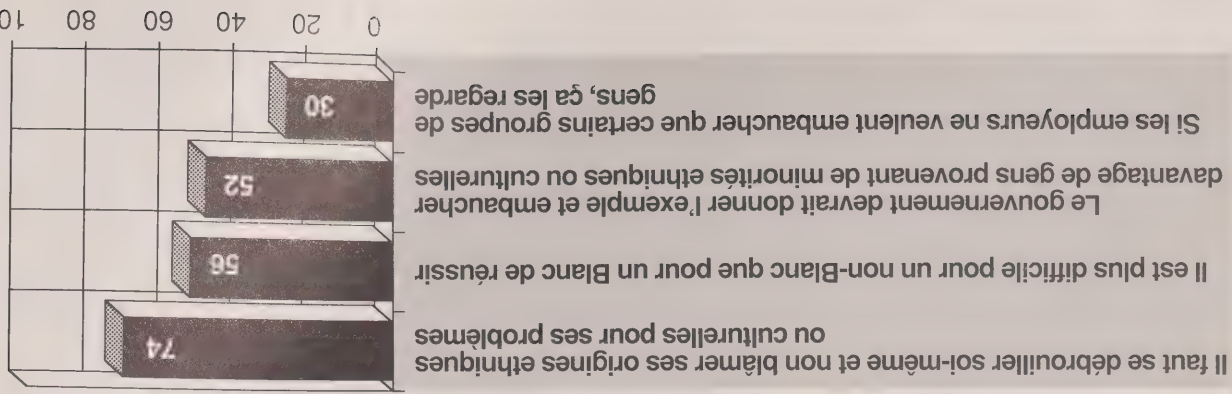 Il faut se débrouiller soi-même et non blâmer ses origines ethniques
ou culturelles pour ses problèmes
74
Il est plus difficile pour un non-Blanc que pour un Blanc de réussir
56
Le gouvernement devrait donner l'exemple et embaucher
davantage de gens provenant de minorités ethniques ou culturelles
52
Si les employeurs ne veulent embaucher que certains groupes de
gens, ça les regarde
30
0 20 40 60 80 10